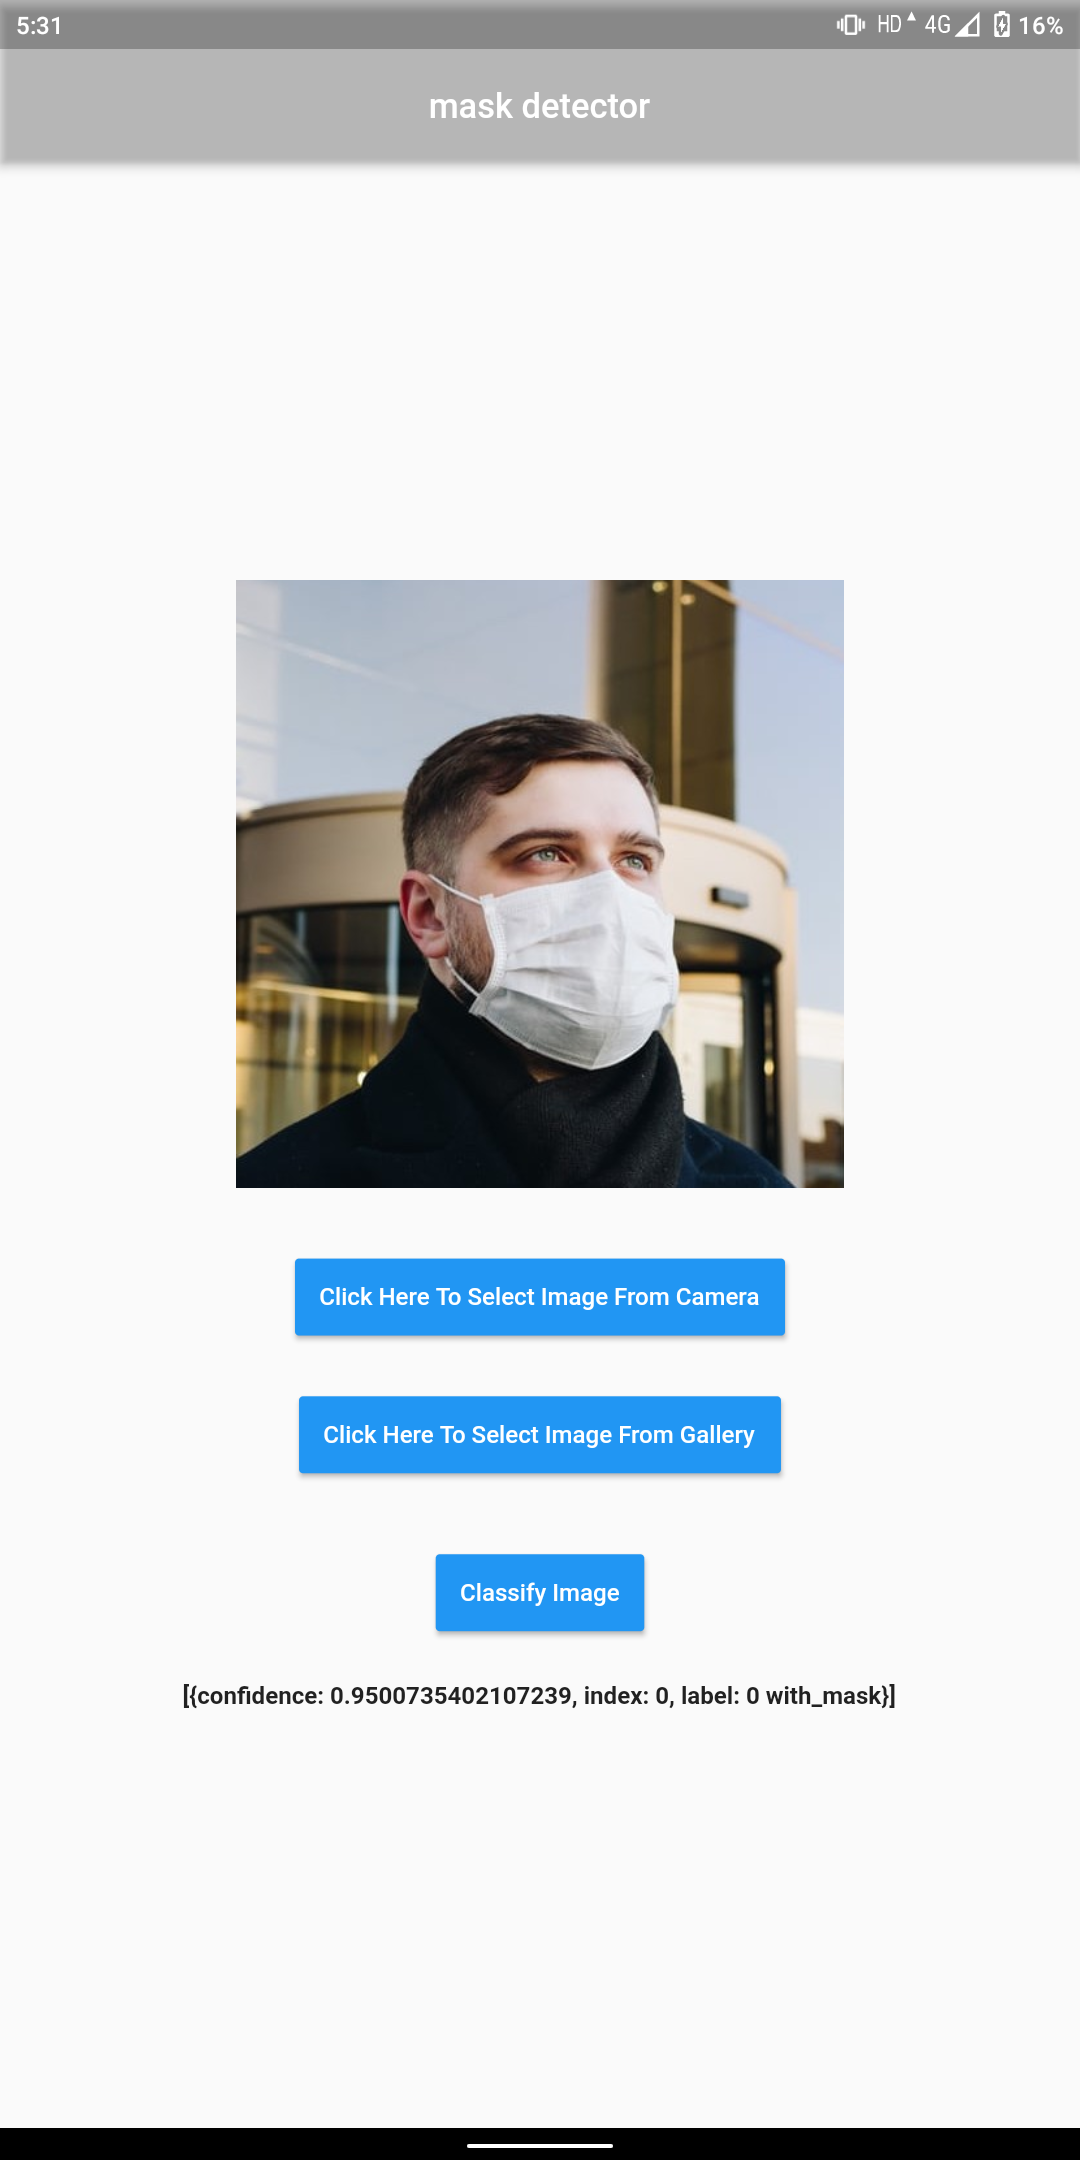 5:31 HD 4G 16%
mask detector
Click Here To Select Image From Camera
Click Here To Select Image From Gallery
Classify Image
[{confidence: 0.9500735402107239, index: 0, label: 0 with_mask}]